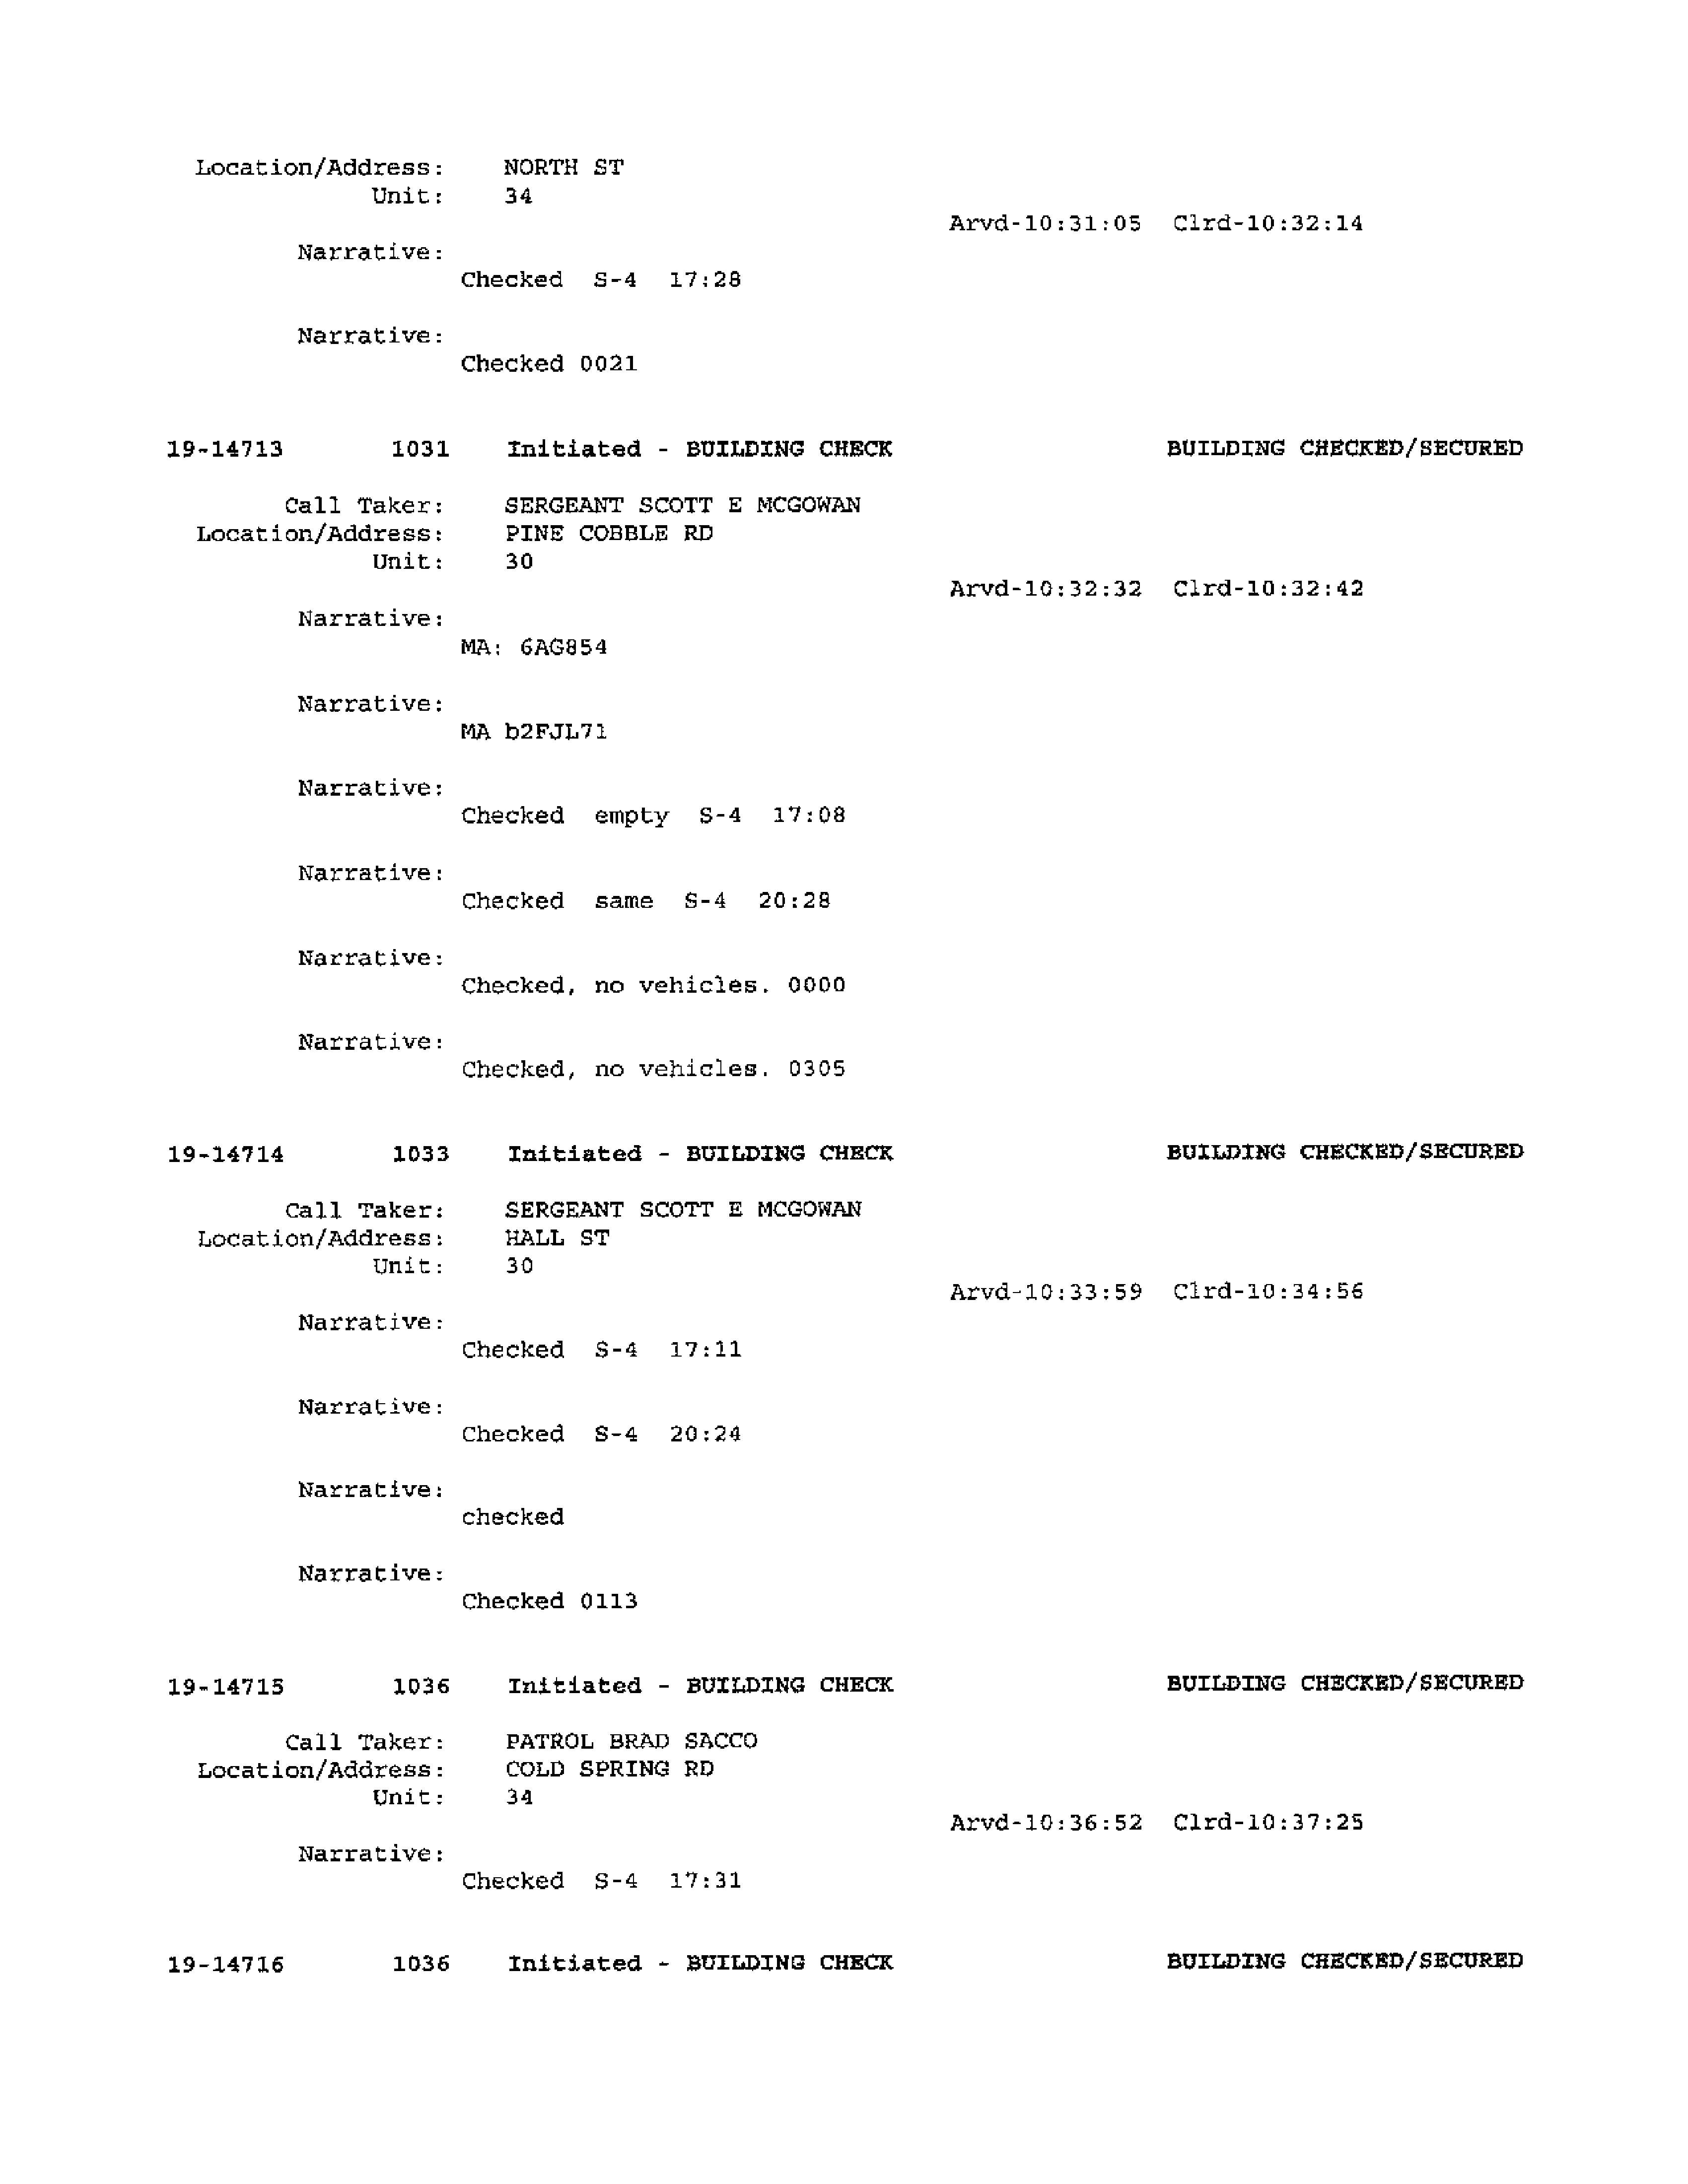 Location/Address: NORTH ST
Unit: 34
Arvd-10:31:05 Clrd-10:32:14
Narrative:
Checked S-4 17:28
Narrative:
Checked 0021
19-14713 1031 Initiated - BUILDING CHECK BUILDING CHECKED/SECURED
Call Taker: SERGEANT SCOTT E MCGOWAN
Location/Address: PINE COBBLE RD
Unit: 30
Arvd-10:32:32 Clrd-10:32:42
Narrative:
MA: 6AG854
Narrative:
MA b2FJL71
Narrative:
Checked empty S-4 17:08
Narrative:
Checked same S-4 20:28
Narrative:
Checked, no vehicles. 0000
Narrative:
Checked, no vehicles. 0305
19-14714 1033 Initiated - BUILDING CHECK BUILDING CHECKED/SECURED
Call Taker: SERGEANT SCOTT E MCGOWAN
Location/Address: HALL ST
Unit: 30
Arvd-10:33:59 Clrd-10:34:56
Narrative:
Checked S-4 17:11
Narrative:
Checked S-4 20:24
Narrative:
checked
Narrative:
Checked 0113
19-14715 1036 Initiated - BUILDING CHECK BUILDING CHECKED/SECURED
Call Taker: PATROL BRAD SACCO
Location/Address: COLD SPRING RD
Unit: 34
Arvd-10:36:52 Clrd-10:37:25
Narrative:
Checked S-4 17:31
19-14716 1036 Initiated - BUILDING CHECK BUILDING CHECKED/SECURED